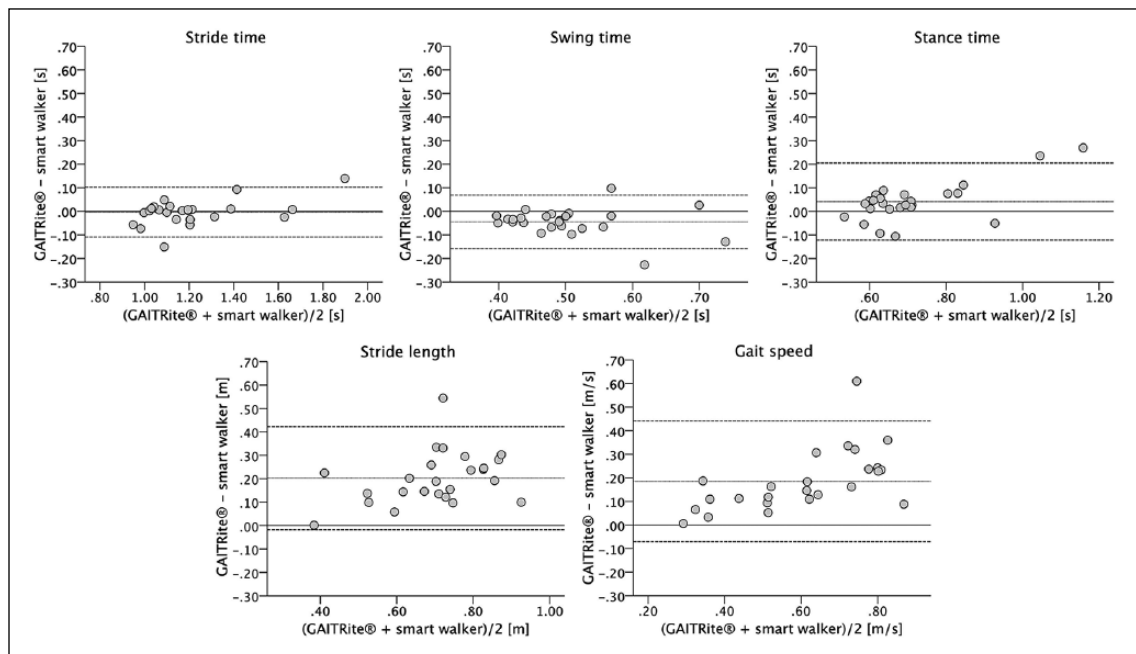 Stride time
GAITRite® – smart walker [s]
.70
.60
.50
.40
.30
.20
.10
.00
-.10
-.20
-.30
.80 1.00 1.20 1.40 1.60 1.80 2.00
(GAITRite® + smart walker)/2 [s]
Swing time
GAITRite® – smart walker [s]
.70
.60
.50
.40
.30
.20
.10
.00
-.10
-.20
-.30
.40 .50 .60 .70
(GAITRite® + smart walker)/2 [s]
Stance time
GAITRite® – smart walker [s]
.70
.60
.50
.40
.30
.20
.10
.00
-.10
-.20
-.30
.60 .80 1.00 1.20
(GAITRite® + smart walker)/2 [s]
Stride length
GAITRite® – smart walker [m]
.70
.60
.50
.40
.30
.20
.10
.00
-.10
-.20
-.30
.40 .60 .80 1.00
(GAITRite® + smart walker)/2 [m]
Gait speed
GAITRite® – smart walker [m/s]
.70
.60
.50
.40
.30
.20
.10
.00
-.10
-.20
-.30
.20 .40 .60 .80
(GAITRite® + smart walker)/2 [m/s]